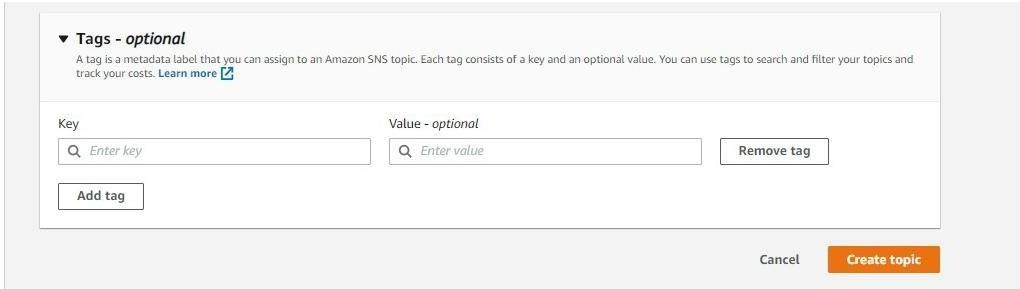 Tags - optional
A tag is a metadata label that you can assign to an Amazon SNS topic. Each tag consists of a key and an optional value. You can use tags to search and filter your topics and
track your costs. Learn more
Key
Value - optional
Enter key
Enter value
Remove tag
Add tag
Cancel
Create topic